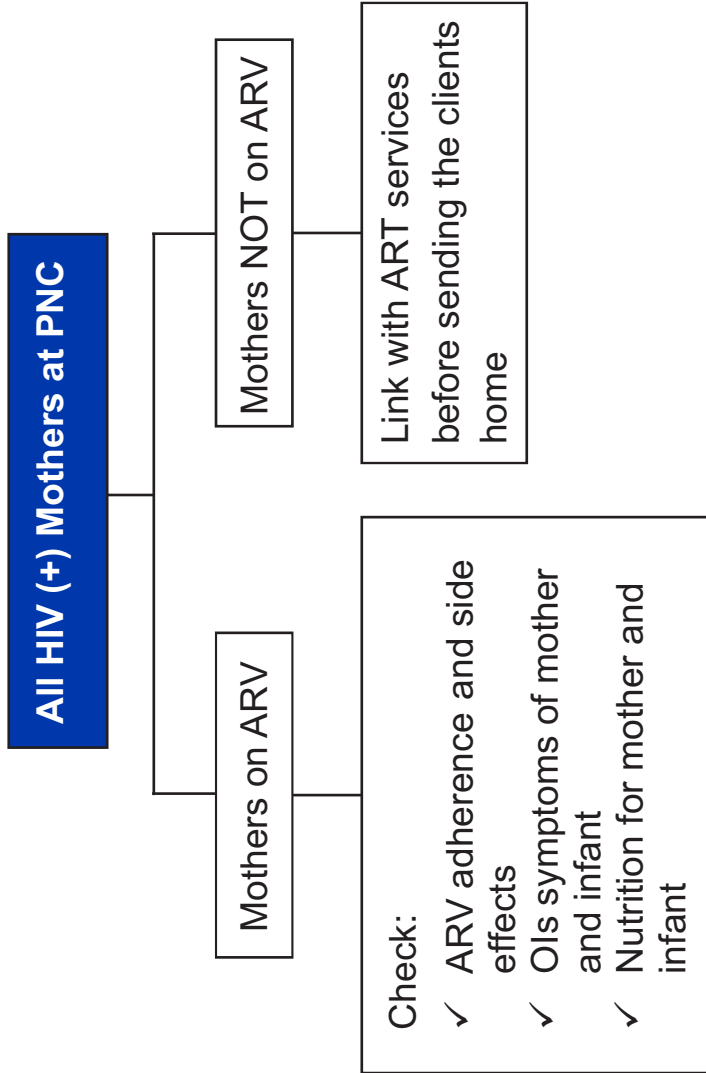 All HIV (+) Mothers at PNC
Mothers on ARV
Mothers NOT on ARV
Check:
✓ ARV adherence and side
effects
✓ OIs symptoms of mother
and infant
✓ Nutrition for mother and
infant
Link with ART services
before sending the clients
home